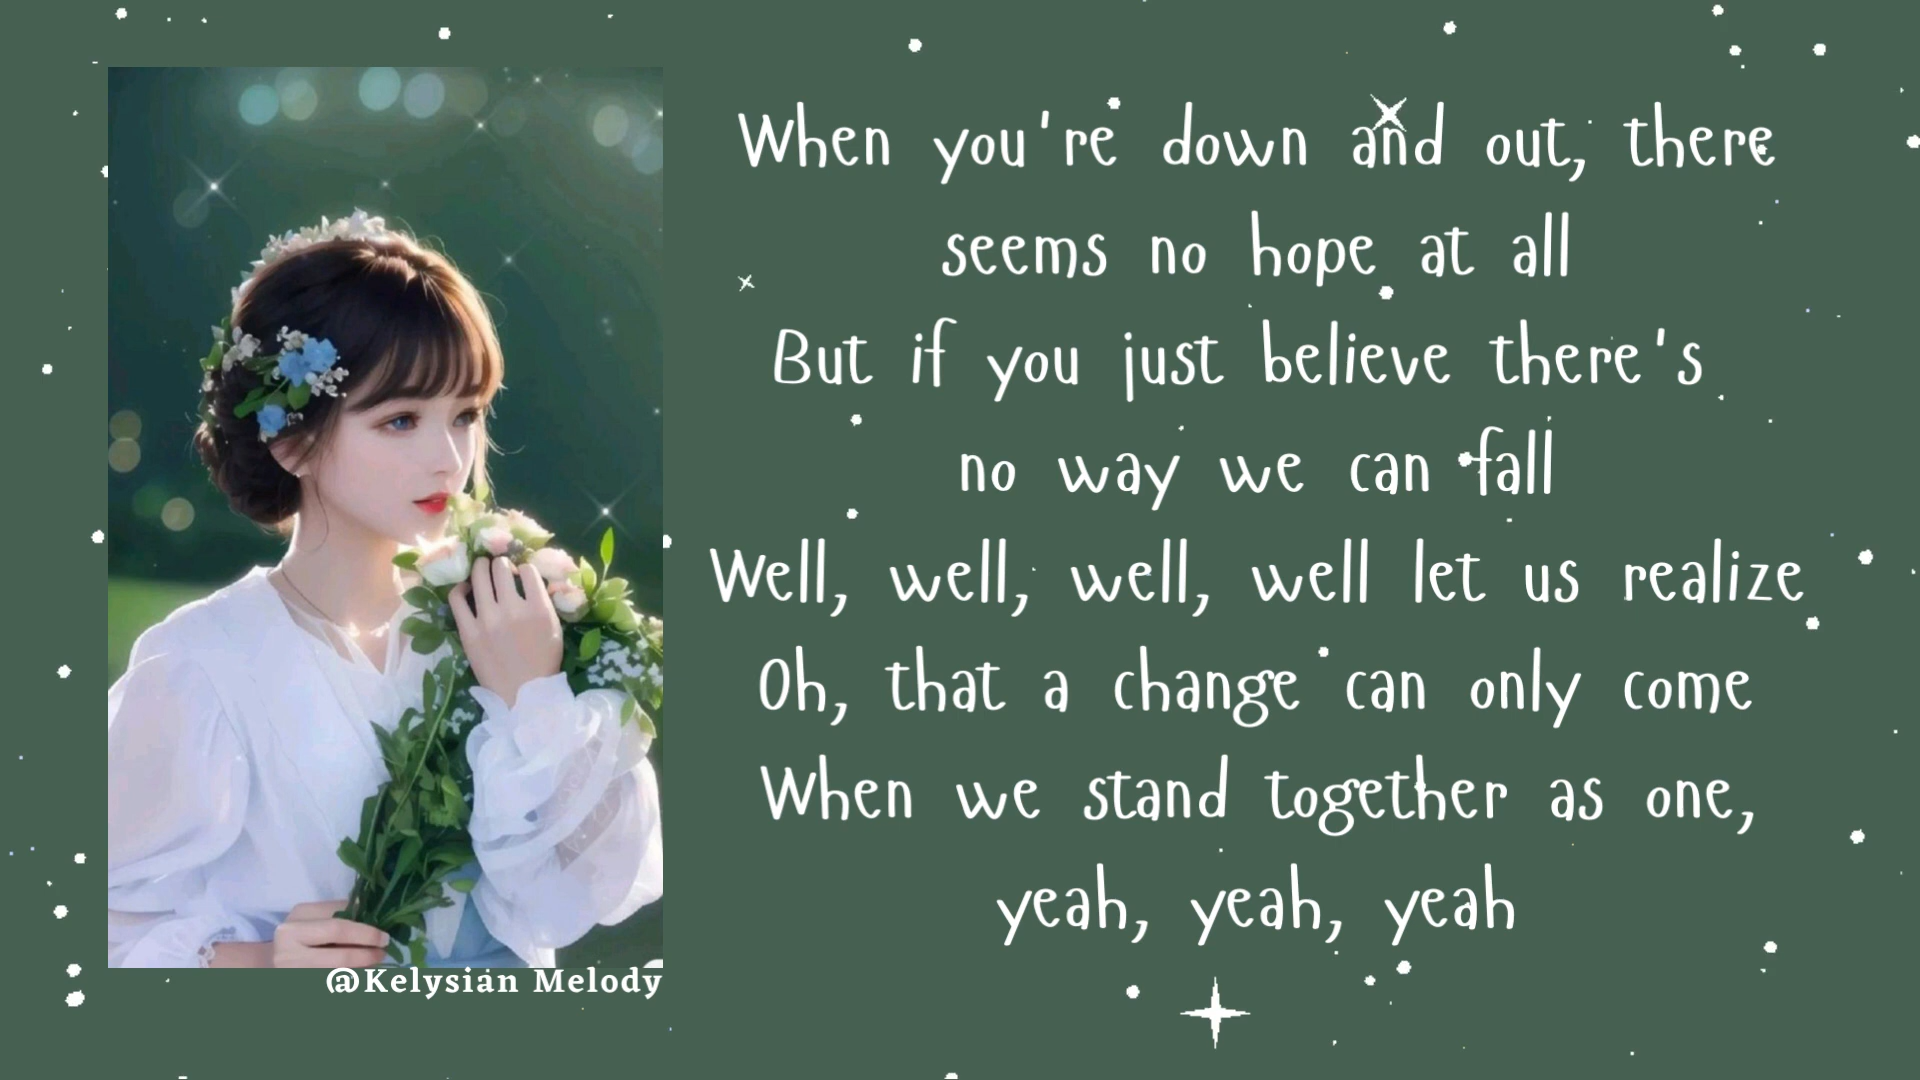 When you're down and out, there
seems no hope at all
But if you just believe there's
no way we can fall
Well, well, well, well let us realize
Oh, that a change can only come
When we stand together as one,
yeah, yeah, yeah
@Kelysian Melody